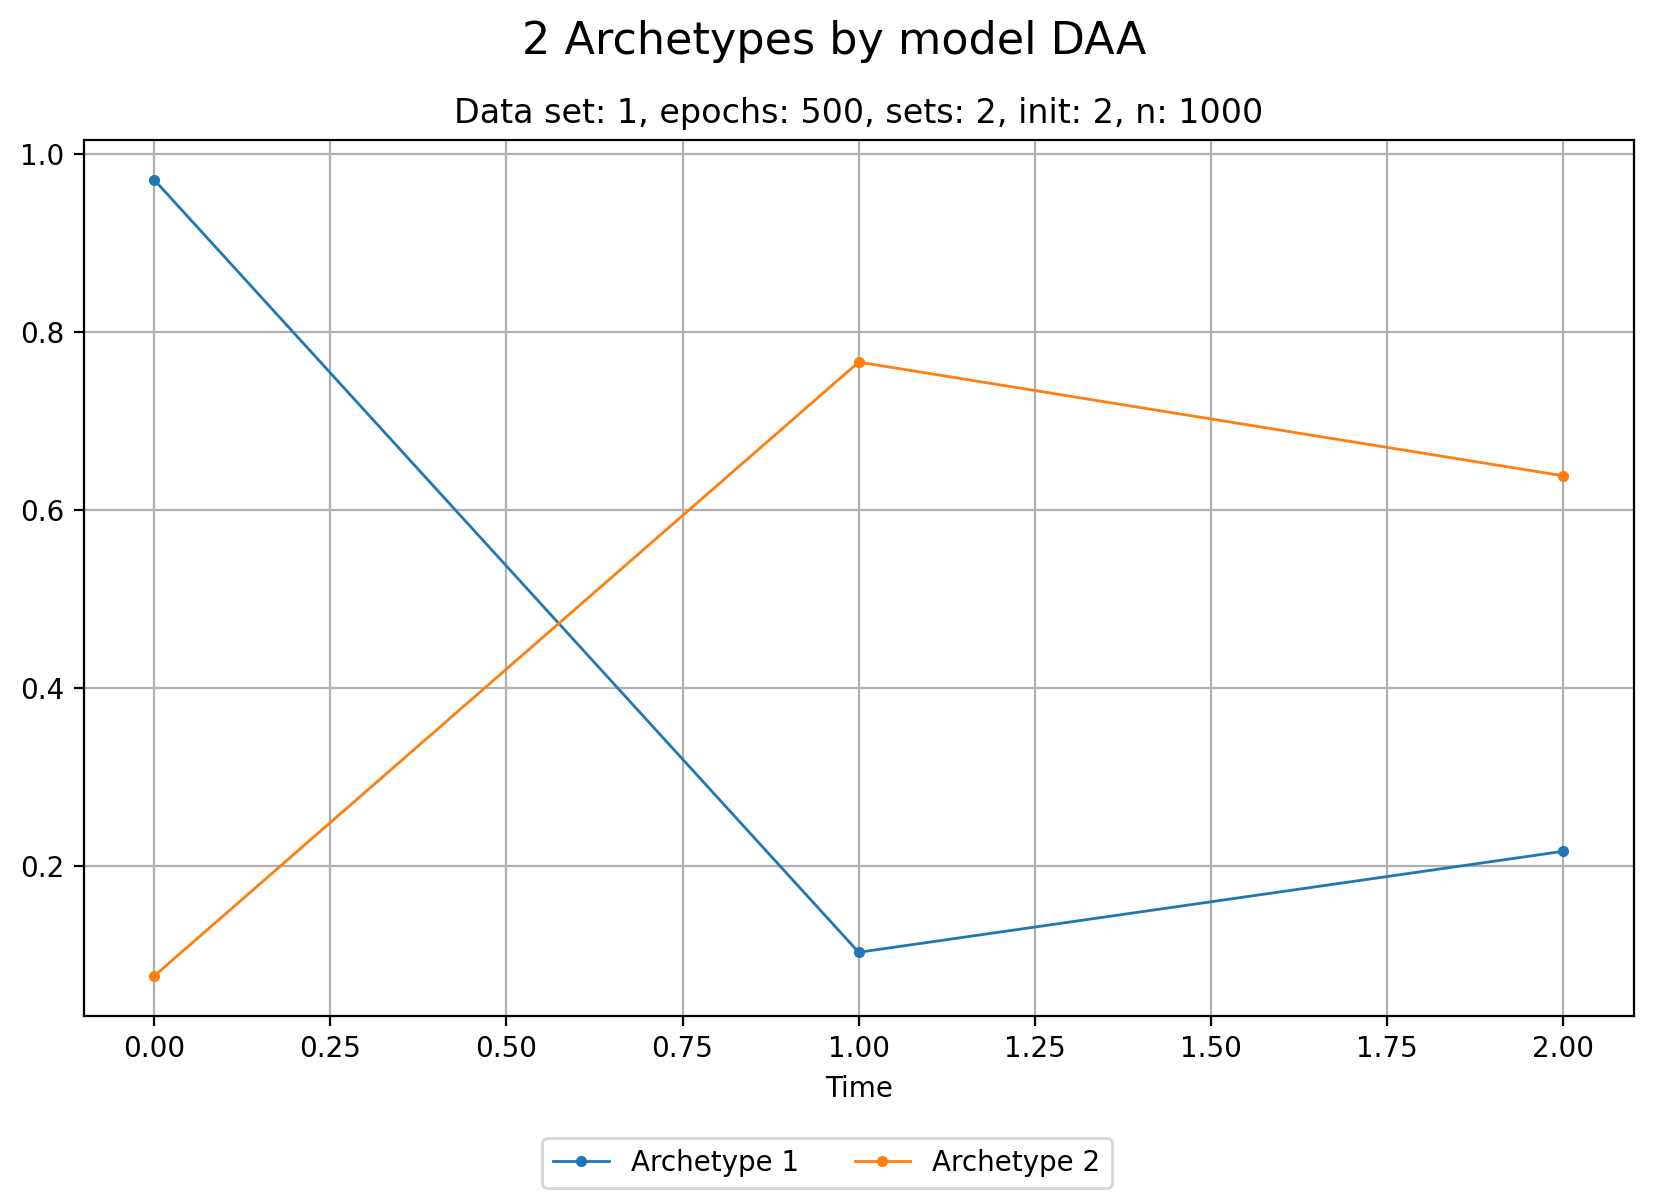 2 Archetypes by model DAA
Data set: 1, epochs: 500, sets: 2, init: 2, n: 1000
1.0
0.8
0.6
0.4
0.2
0.00 0.25 0.50 0.75 1.00 1.25 1.50 1.75 2.00
Time
Archetype 1 Archetype 2